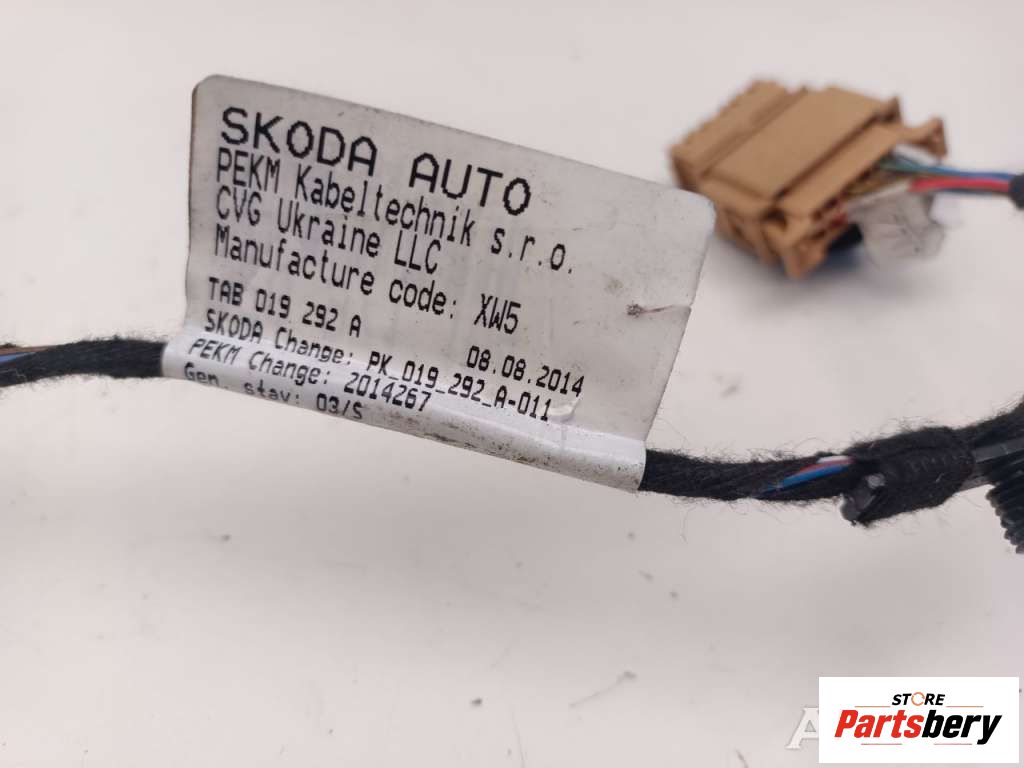 SKODA AUTO
PEKM Kabeltechnik s.r.o.
CVG Ukraine LLC
Manufacture code: XW5
TAB 019 292 A 08.08.2014
SKODA Change: PK_019_292_A-011
PEKM Change: 2014267
Gen. stav: 03/S
STORE
Partsbery